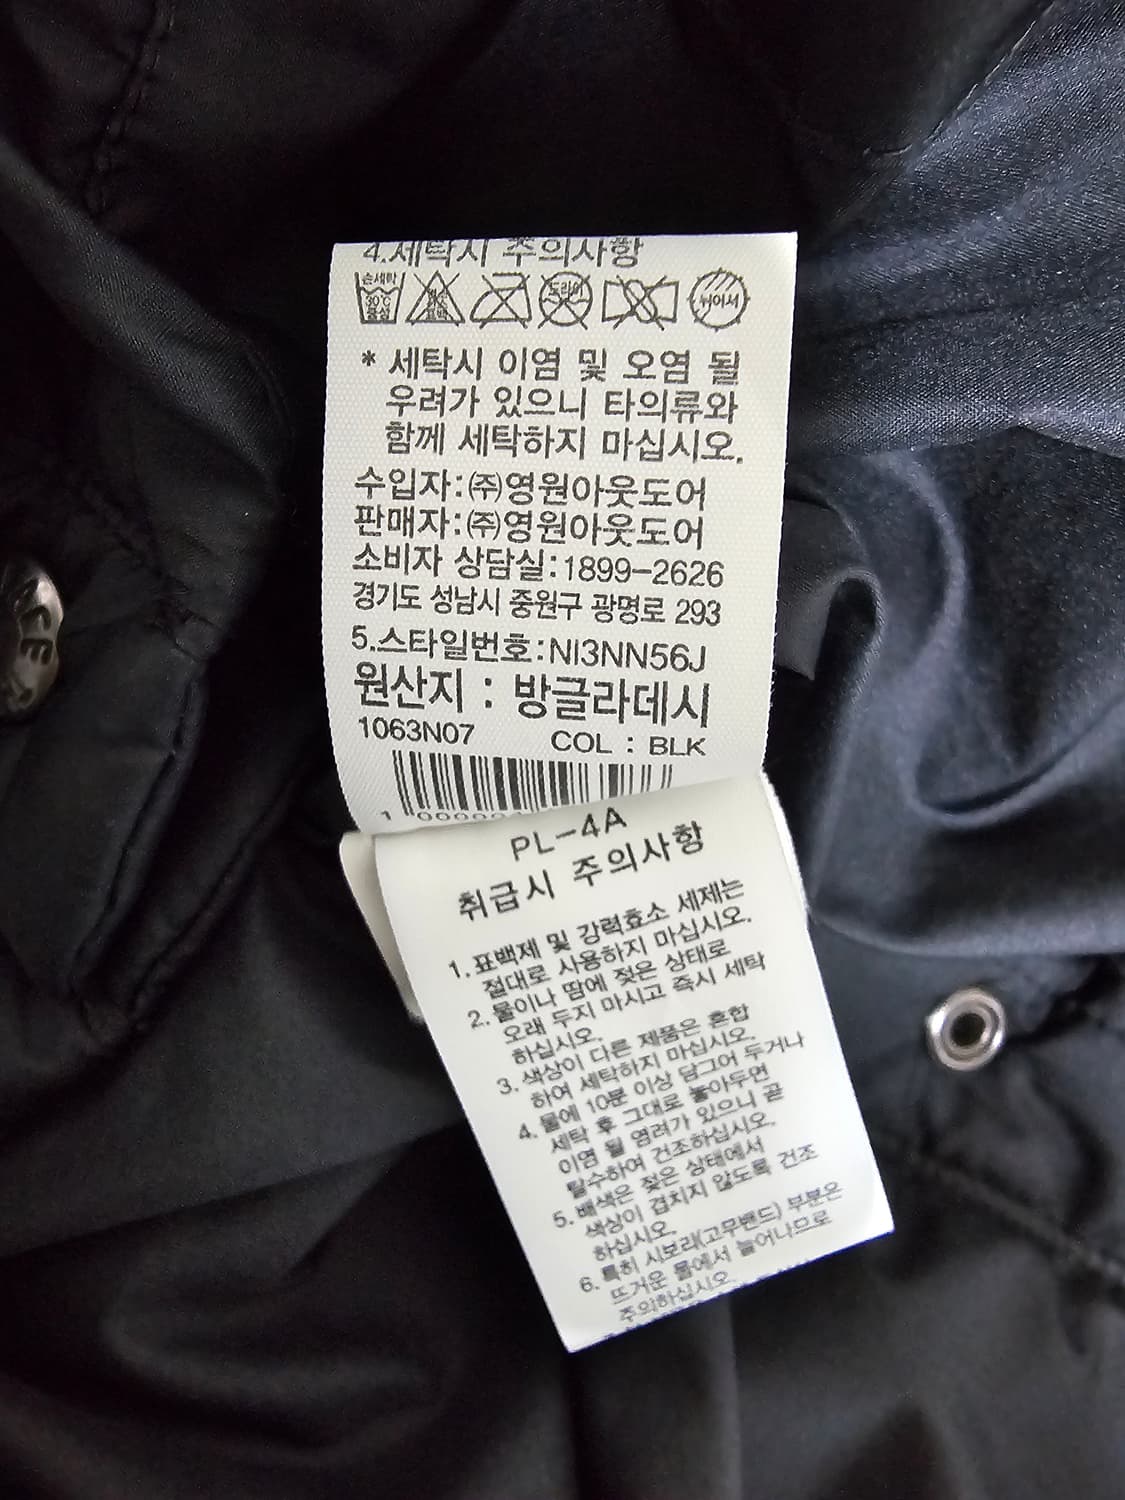 4.세탁시 주의사항
손세탁 30℃ 중성 염소 표백 도라이 뉘어서
* 세탁시 이염 및 오염 될
우려가 있으니 타의류와
함께 세탁하지 마십시오.
수입자:㈜영원아웃도어
판매자:㈜영원아웃도어
소비자 상담실:1899-2626
경기도 성남시 중원구 광명로 293
5.스타일번호:NI3NN56J
원산지 : 방글라데시
1063N07 COL : BLK
PL-4A
취급시 주의사항
1. 표백제 및 강력효소 세제는
절대로 사용하지 마십시오.
2. 물이나 땀에 젖은 상태로
오래 두지 마시고 즉시 세탁
하십시오.
3. 색상이 다른 제품은 혼합
하여 세탁하지 마십시오.
4. 물에 10분 이상 담그어 두거나
세탁 후 그대로 놓아두면
이염 될 염려가 있으니 곧
탈수하여 건조하십시오.
5. 배색은 젖은 상태에서
색상이 겹치지 않도록 건조
하십시오.
6. 특허 시보리(고무밴드) 부분은
뜨거운 물에서 늘어나므로
주의하십시오.